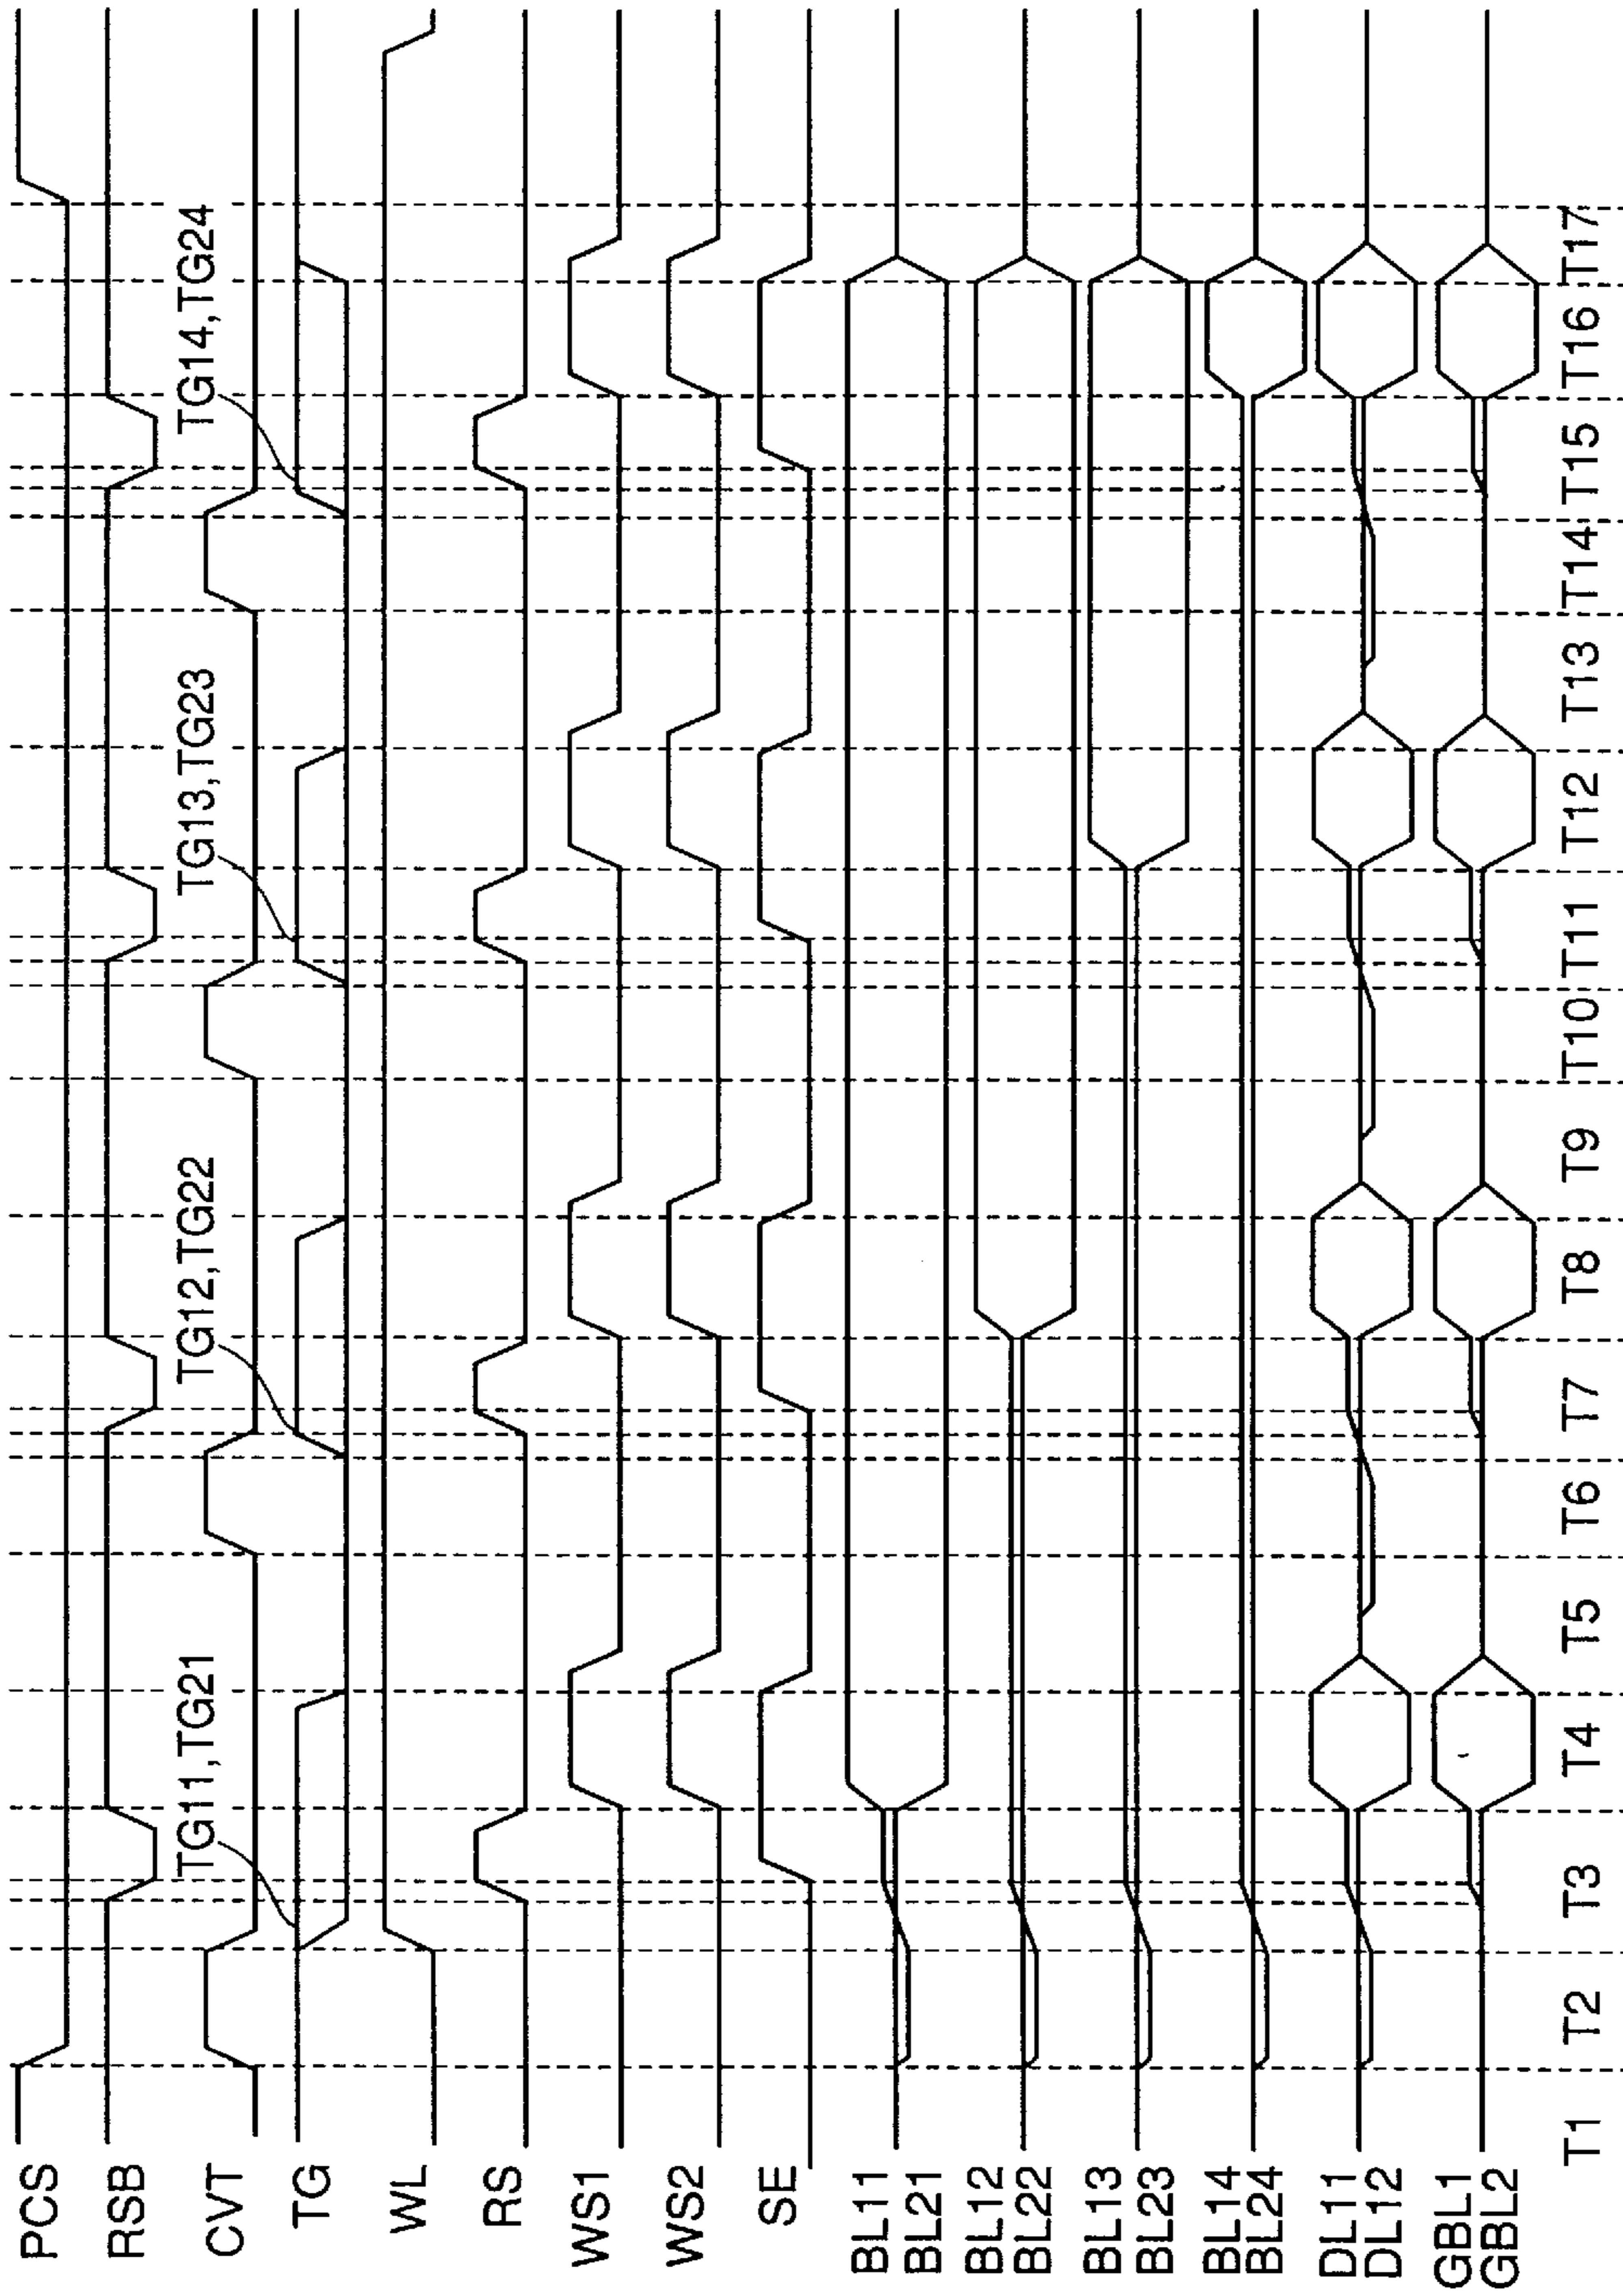 PCS
RSB
CVT
TG
TG11,TG21
TG12,TG22
TG13,TG23
TG14,TG24
WL
RS
WS1
WS2
SE
BL11
BL21
BL12
BL22
BL13
BL23
BL14
BL24
DL11
DL12
GBL1
GBL2
T1 T2 T3 T4 T5 T6 T7 T8 T9 T10 T11 T12 T13 T14 T15 T16 T17